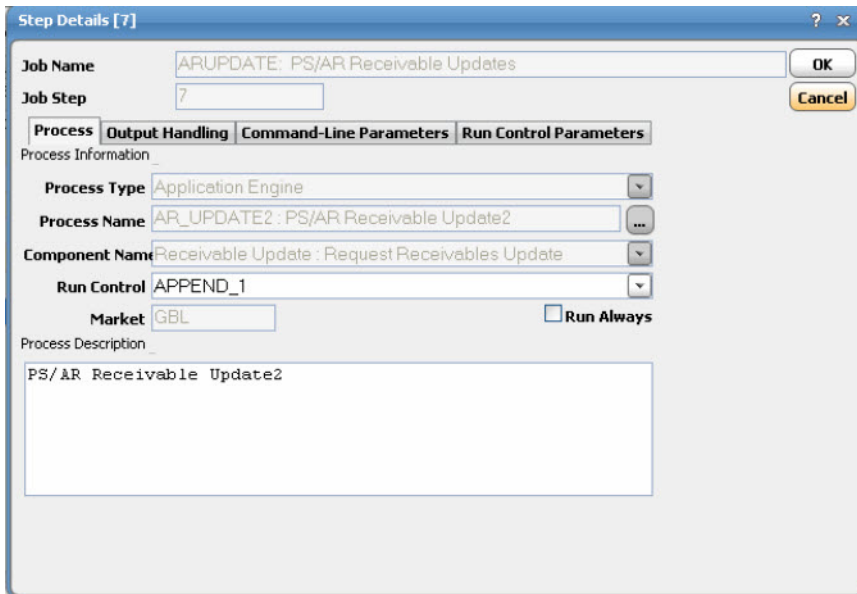 Step Details [7] ? x
Job Name ARUPDATE: PS/AR Receivable Updates OK
Job Step 7 Cancel
Process Output Handling Command-Line Parameters Run Control Parameters
Process Information
Process Type Application Engine
Process Name AR_UPDATE2 : PS/AR Receivable Update2 ...
Component Name Receivable Update : Request Receivables Update
Run Control APPEND_1
Market GBL Run Always
Process Description
PS/AR Receivable Update2